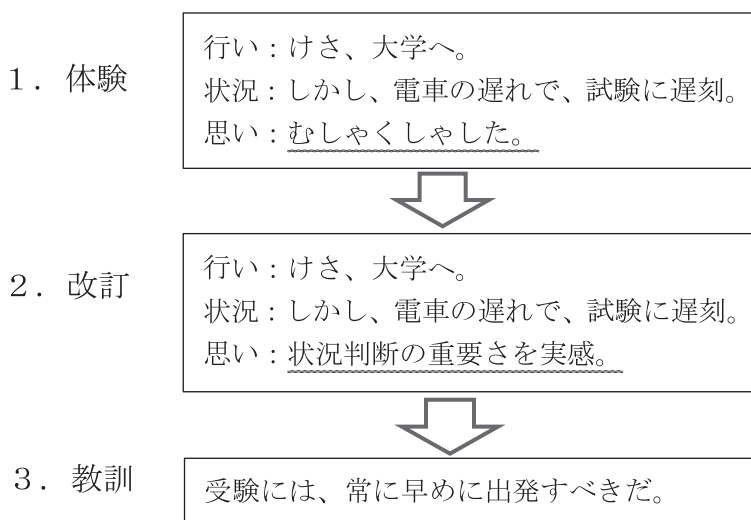 1．体験
行い：けさ、大学へ。
状況：しかし、電車の遅れで、試験に遅刻。
思い：むしゃくしゃした。
2．改訂
行い：けさ、大学へ。
状況：しかし、電車の遅れで、試験に遅刻。
思い：状況判断の重要さを実感。
3．教訓
受験には、常に早めに出発すべきだ。